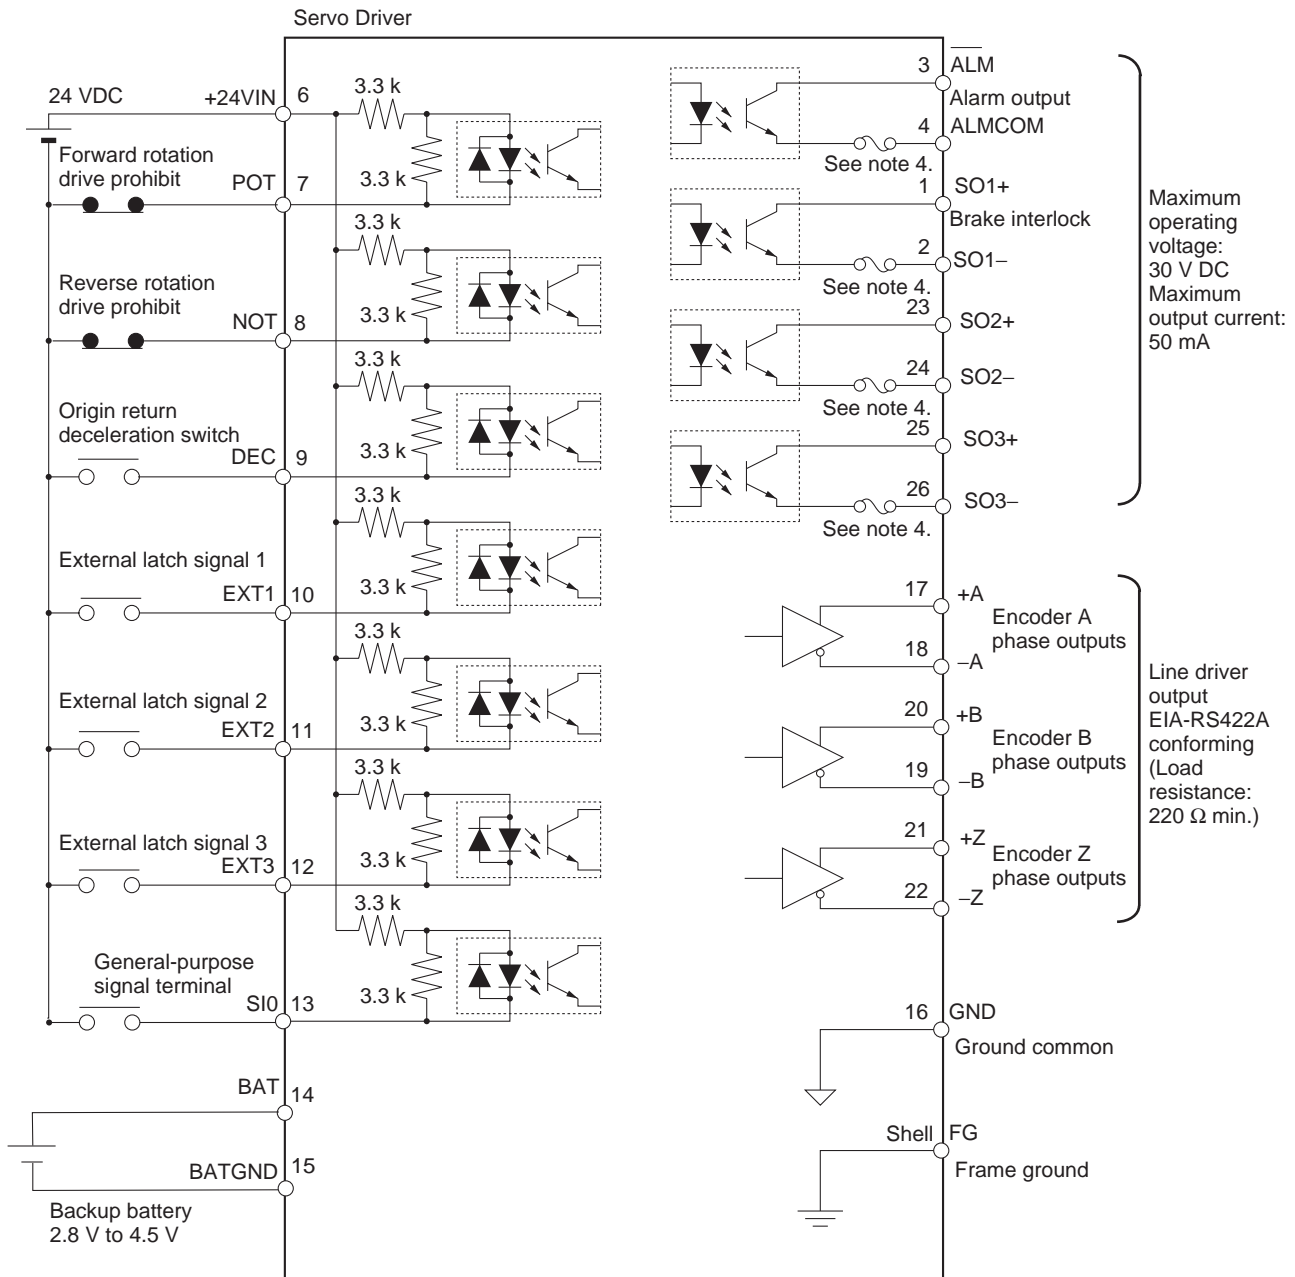 Servo Driver
24 VDC
+24VIN
6
3.3 k
3.3 k
Forward rotation
drive prohibit
POT
7
3.3 k
3.3 k
Reverse rotation
drive prohibit
NOT
8
3.3 k
3.3 k
Origin return
deceleration switch
DEC
9
3.3 k
3.3 k
External latch signal 1
EXT1
10
3.3 k
3.3 k
External latch signal 2
EXT2
11
3.3 k
3.3 k
External latch signal 3
EXT3
12
3.3 k
3.3 k
General-purpose
signal terminal
SI0
13
BAT
14
BATGND
15
Backup battery
2.8 V to 4.5 V
3
ALM
Alarm output
4
ALMCOM
See note 4.
1
SO1+
Brake interlock
2
SO1−
See note 4.
23
SO2+
24
SO2−
See note 4.
25
SO3+
26
SO3−
See note 4.
Maximum
operating
voltage:
30 V DC
Maximum
output current:
50 mA
17
+A
Encoder A
phase outputs
18
−A
20
+B
Encoder B
phase outputs
19
−B
21
+Z
Encoder Z
phase outputs
22
−Z
Line driver
output
EIA-RS422A
conforming
(Load
resistance:
220 Ω min.)
16
GND
Ground common
Shell
FG
Frame ground